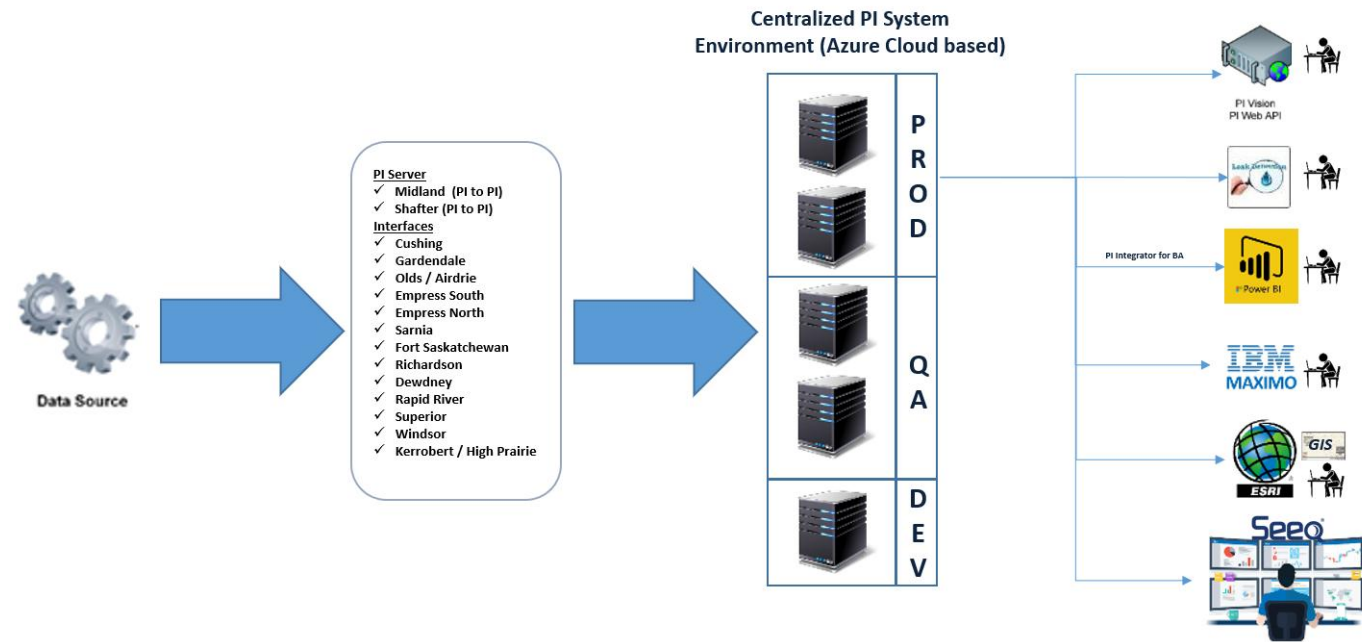 Centralized PI System
Environment (Azure Cloud based)
Data Source
PI Server
✓ Midland (PI to PI)
✓ Shafter (PI to PI)
Interfaces
✓ Cushing
✓ Gardendale
✓ Olds / Airdrie
✓ Empress South
✓ Empress North
✓ Sarnia
✓ Fort Saskatchewan
✓ Richardson
✓ Dewdney
✓ Rapid River
✓ Superior
✓ Windsor
✓ Kerrobert / High Prairie
P
R
O
D
Q
A
D
E
V
PI Vision
PI Web API
Leak Detection
PI Integrator for BA
Power BI
IBM
MAXIMO
GIS
ESRI
Seeq